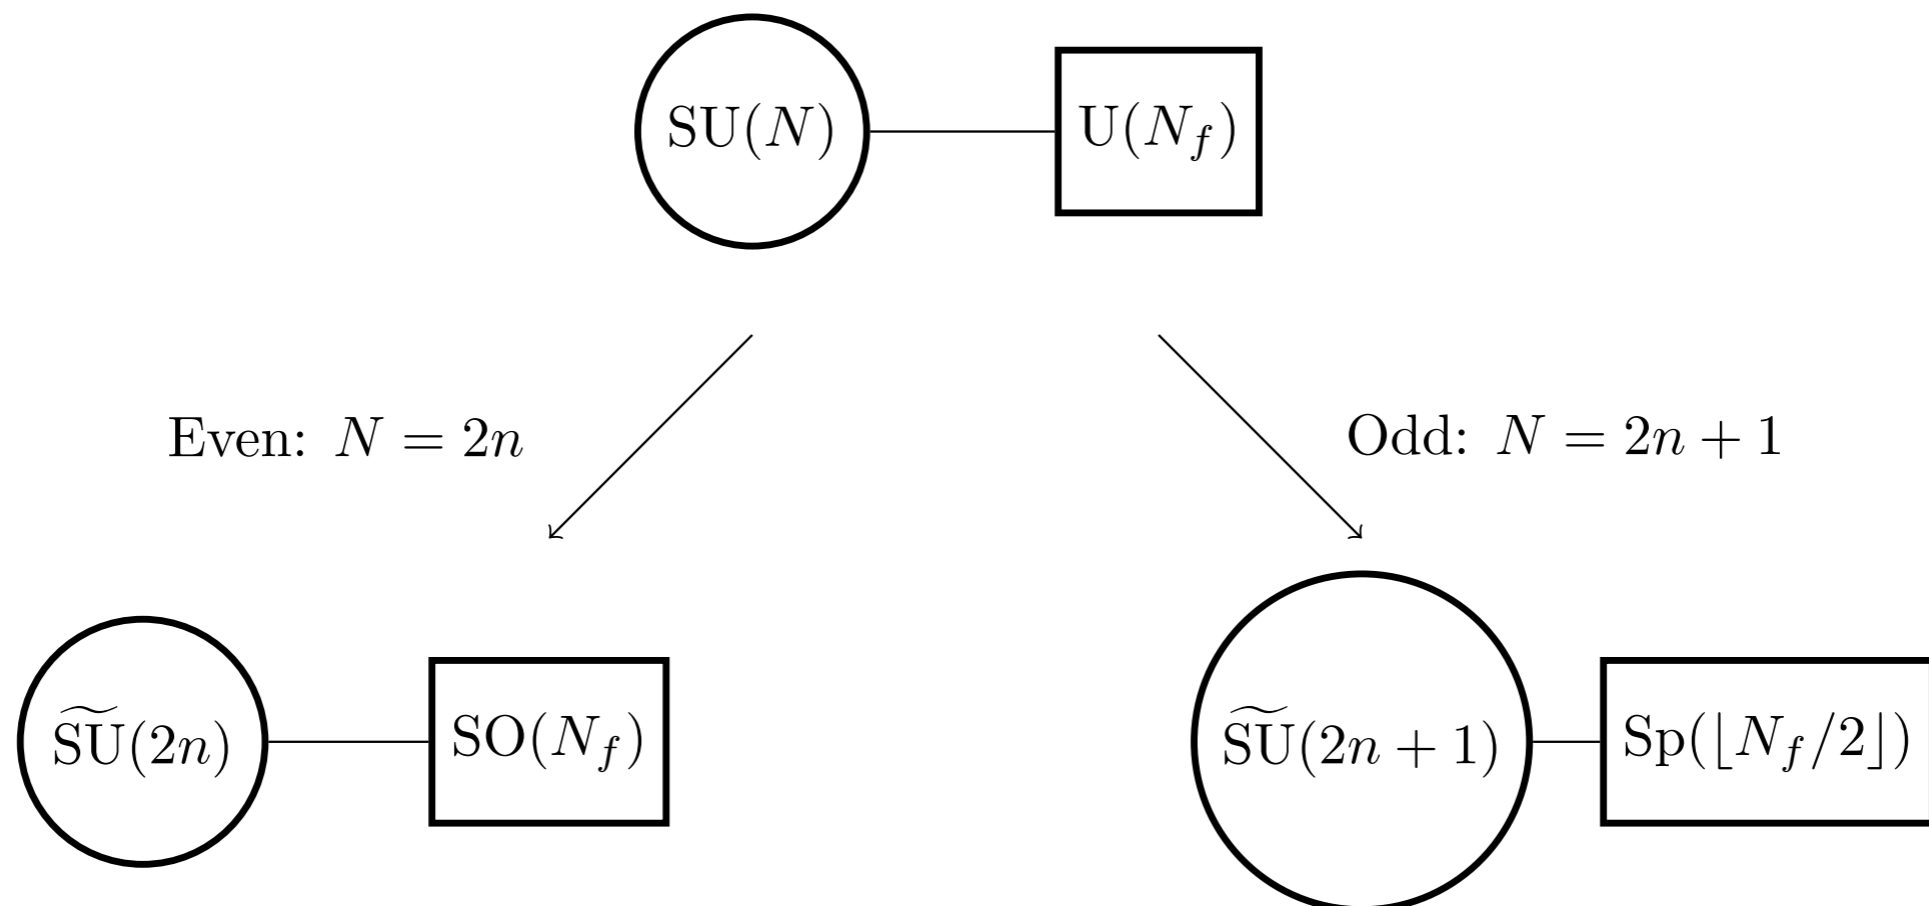 SU(N)
U(N_f)
Even: N = 2n
Odd: N = 2n + 1
S͂U(2n)
SO(N_f)
S͂U(2n + 1)
Sp(⌊N_f/2⌋)